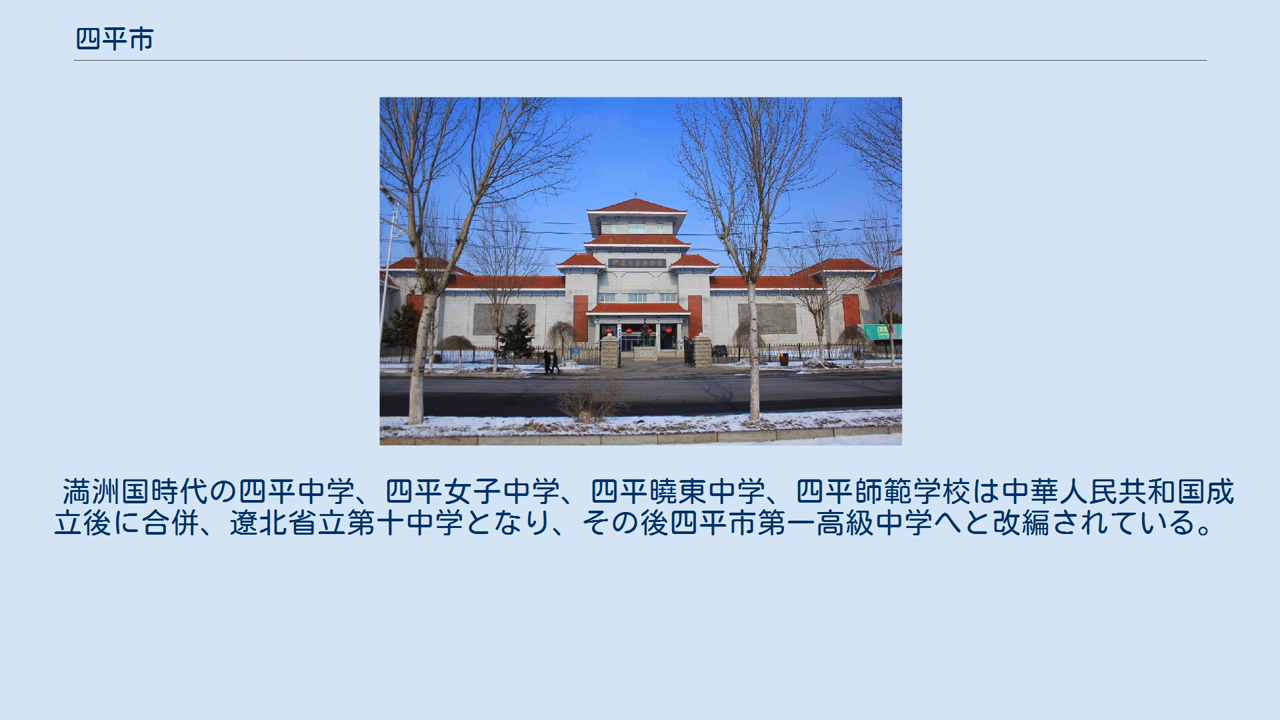 四平市
満洲国時代の四平中学、四平女子中学、四平曉東中学、四平師範学校は中華人民共和国成
立後に合併、遼北省立第十中学となり、その後四平市第一高級中学へと改編されている。